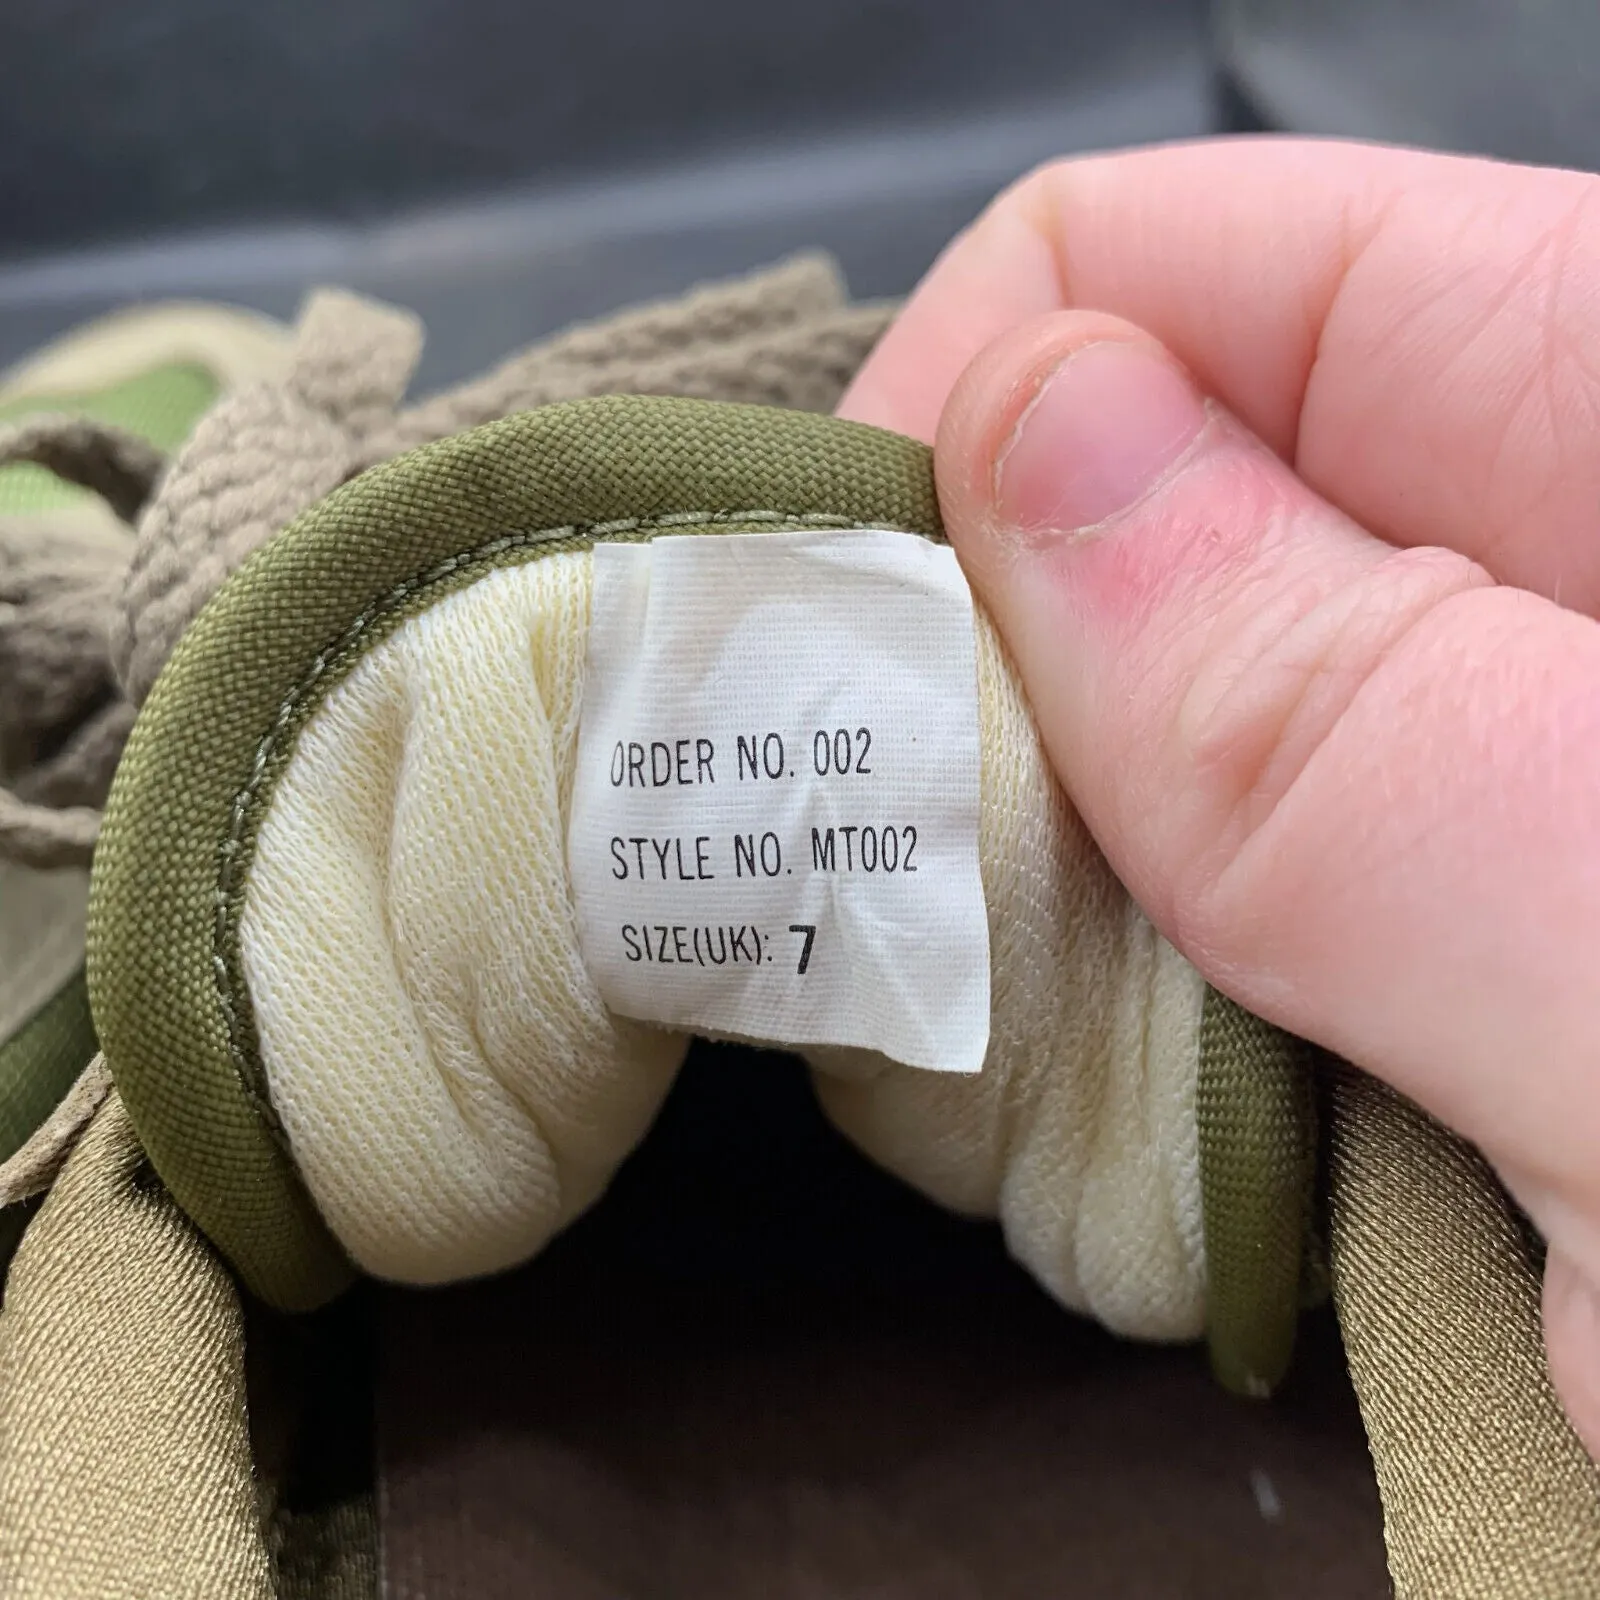 ORDER NO. 002
STYLE NO. MT002
SIZE(UK): 7